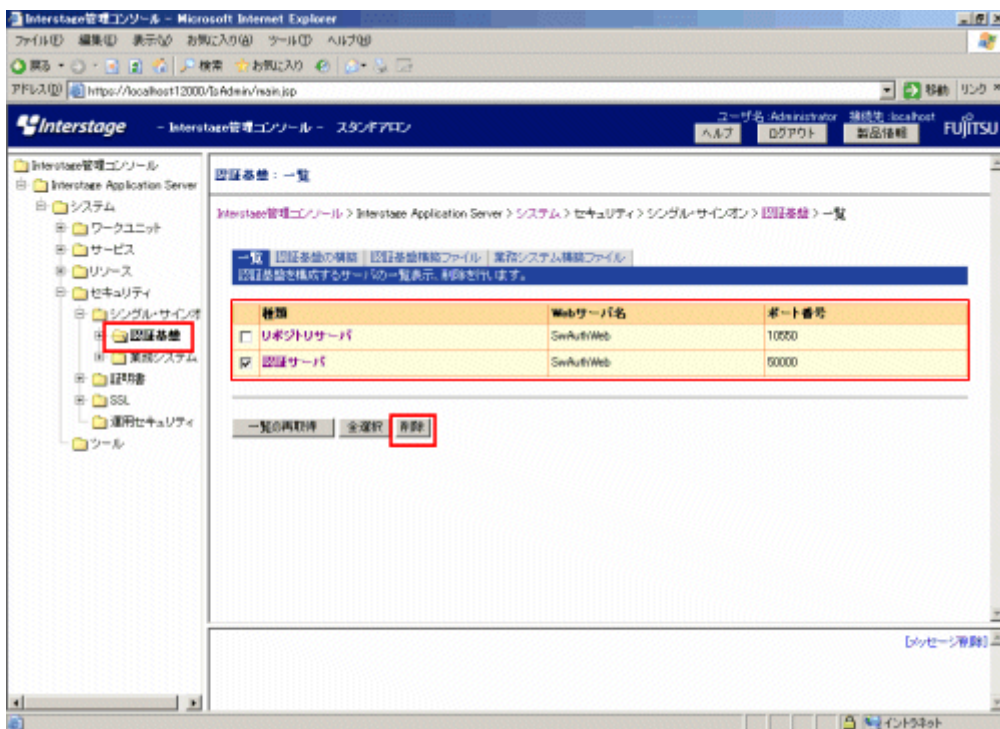 Interstage管理コンソール - Microsoft Internet Explorer
ファイル(F) 編集(E) 表示(V) お気に入り(A) ツール(T) ヘルプ(H)
戻る 検索 お気に入り
アドレス(D) https://localhost:12000/IsAdmin/main.jsp 移動 リンク
Interstage - Interstage管理コンソール - スタンドアロン
ユーザ名:Administrator 接続先:localhost
ヘルプ ログアウト 製品情報 FUJITSU
Interstage管理コンソール
Interstage Application Server
システム
ワークユニット
サービス
リソース
セキュリティ
シングル・サインオ
認証基盤
業務システム
証明書
SSL
運用セキュリティ
ツール
認証基盤 : 一覧
Interstage管理コンソール > Interstage Application Server > システム > セキュリティ > シングル・サインオン > 認証基盤 > 一覧
一覧 認証基盤の構築 認証基盤構築ファイル 業務システム構築ファイル
認証基盤を構成するサーバの一覧表示、削除を行います。
種類 Webサーバ名 ポート番号
リポジトリサーバ SwAuthWeb 10550
認証サーバ SwAuthWeb 50000
一覧の再取得 全選択 削除
[メッセージ削除]
イントラネット